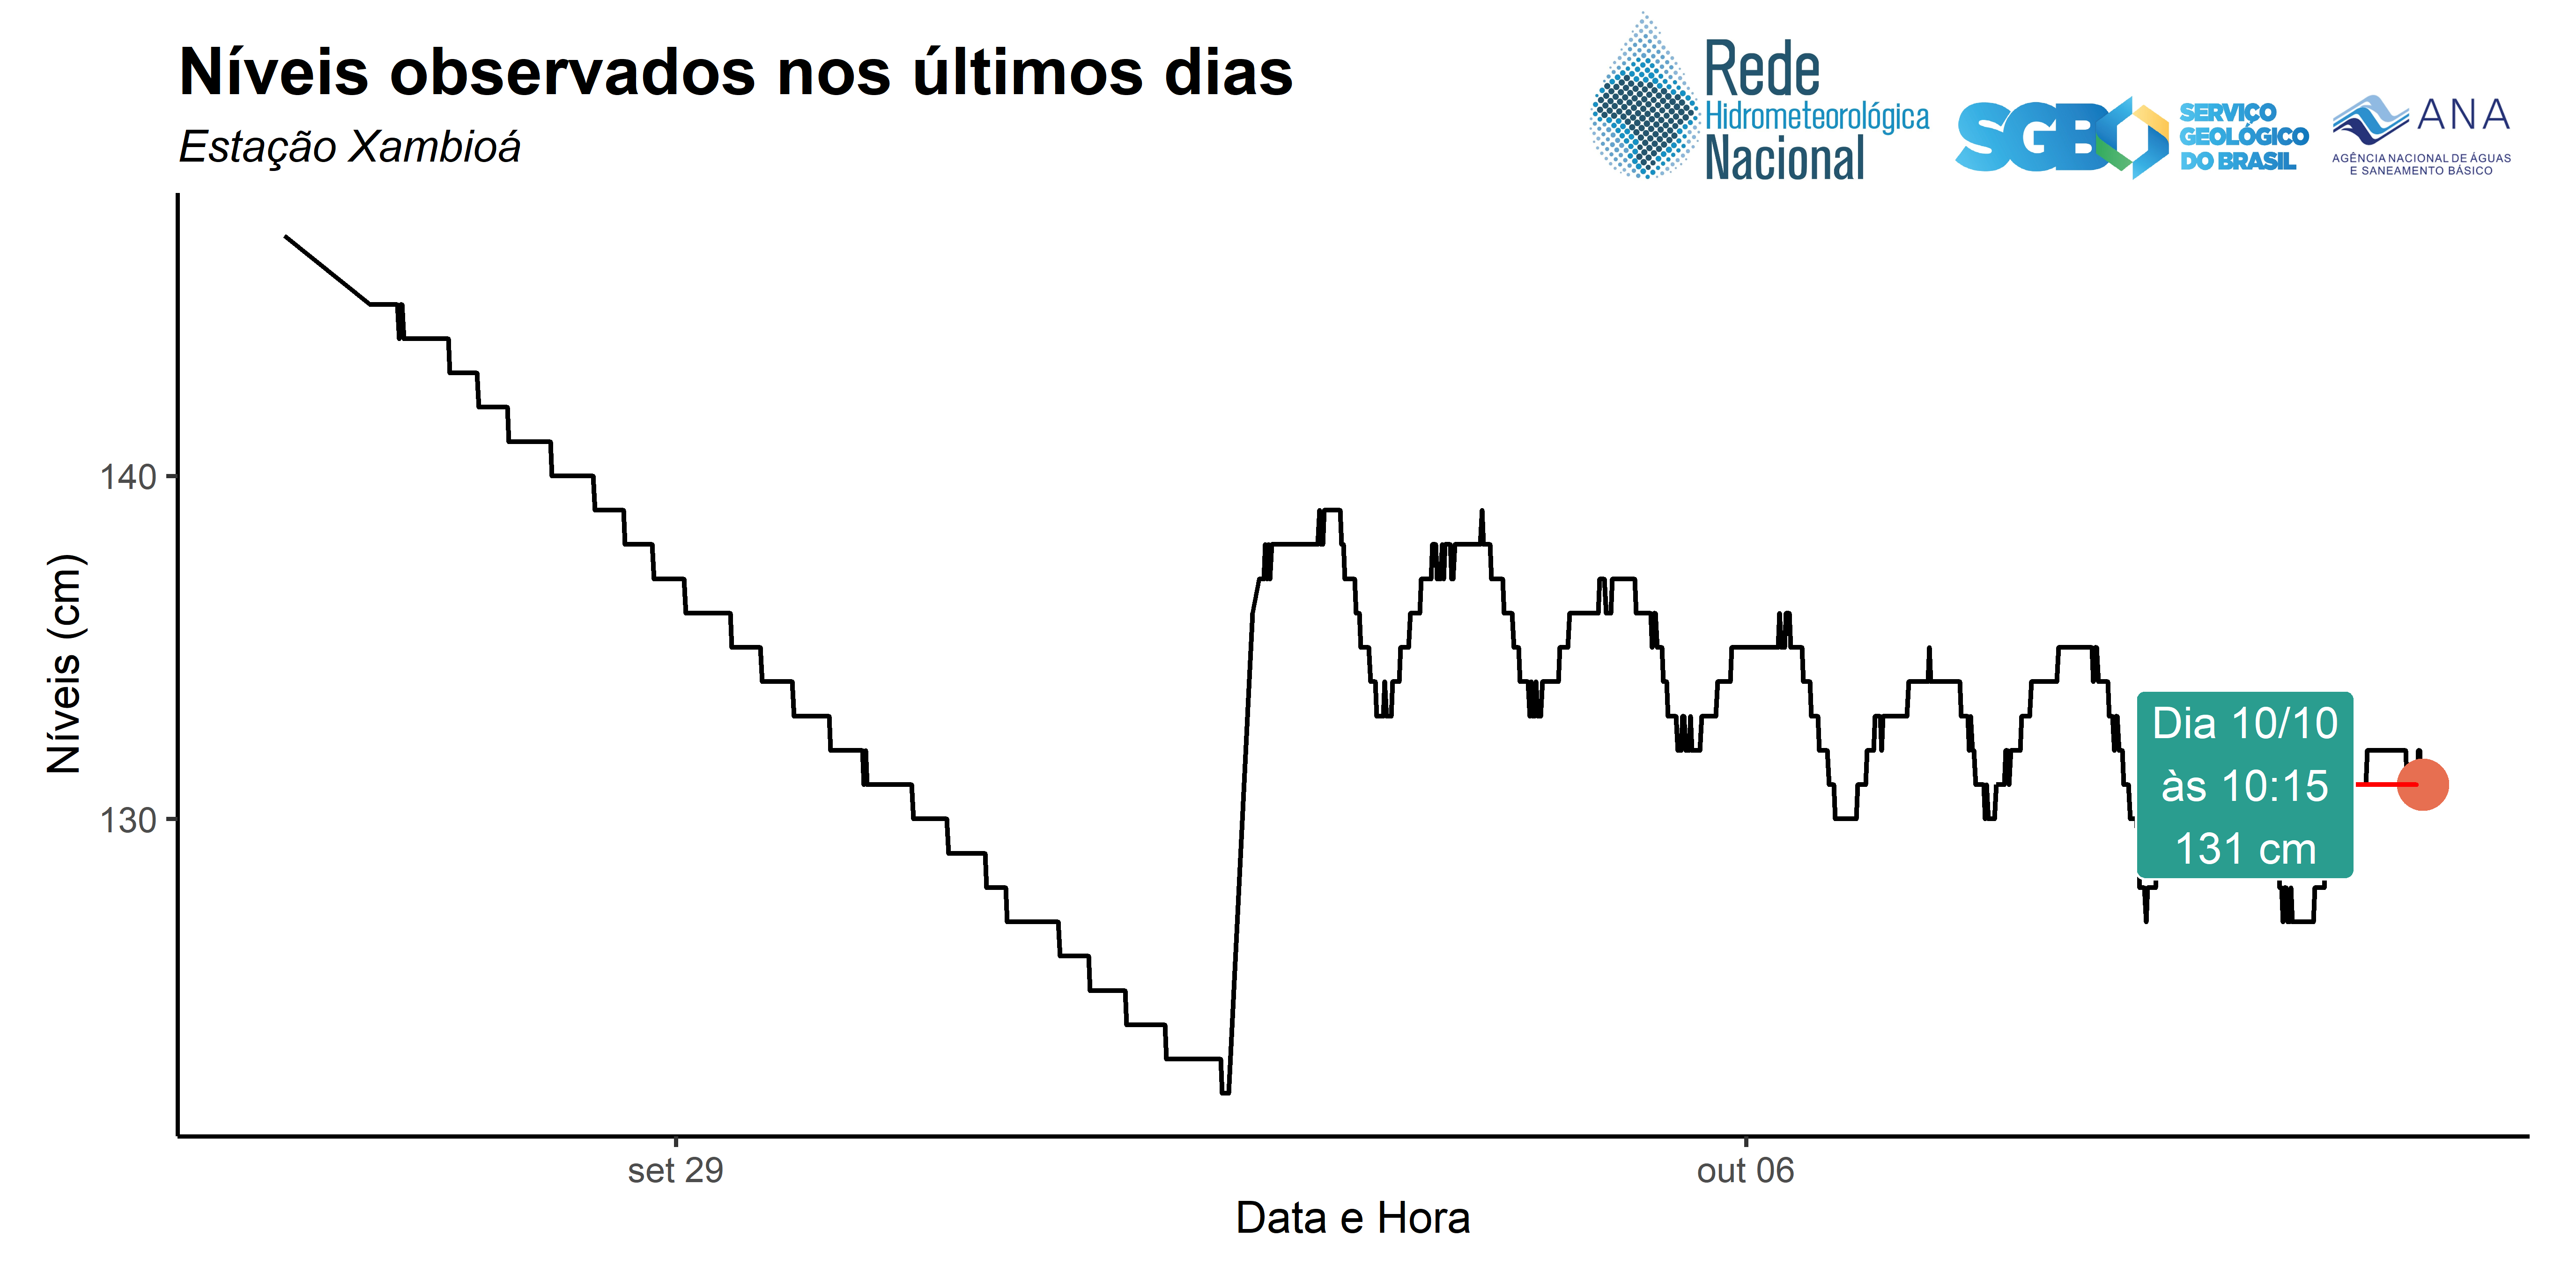 Níveis observados nos últimos dias
Estação Xambioá
Rede
Hidrometeorológica
Nacional
SGB
SERVIÇO
GEOLÓGICO
DO BRASIL
ANA
AGÊNCIA NACIONAL DE ÁGUAS
E SANEAMENTO BÁSICO
Níveis (cm)
140
130
Dia 10/10
às 10:15
131 cm
set 29
out 06
Data e Hora